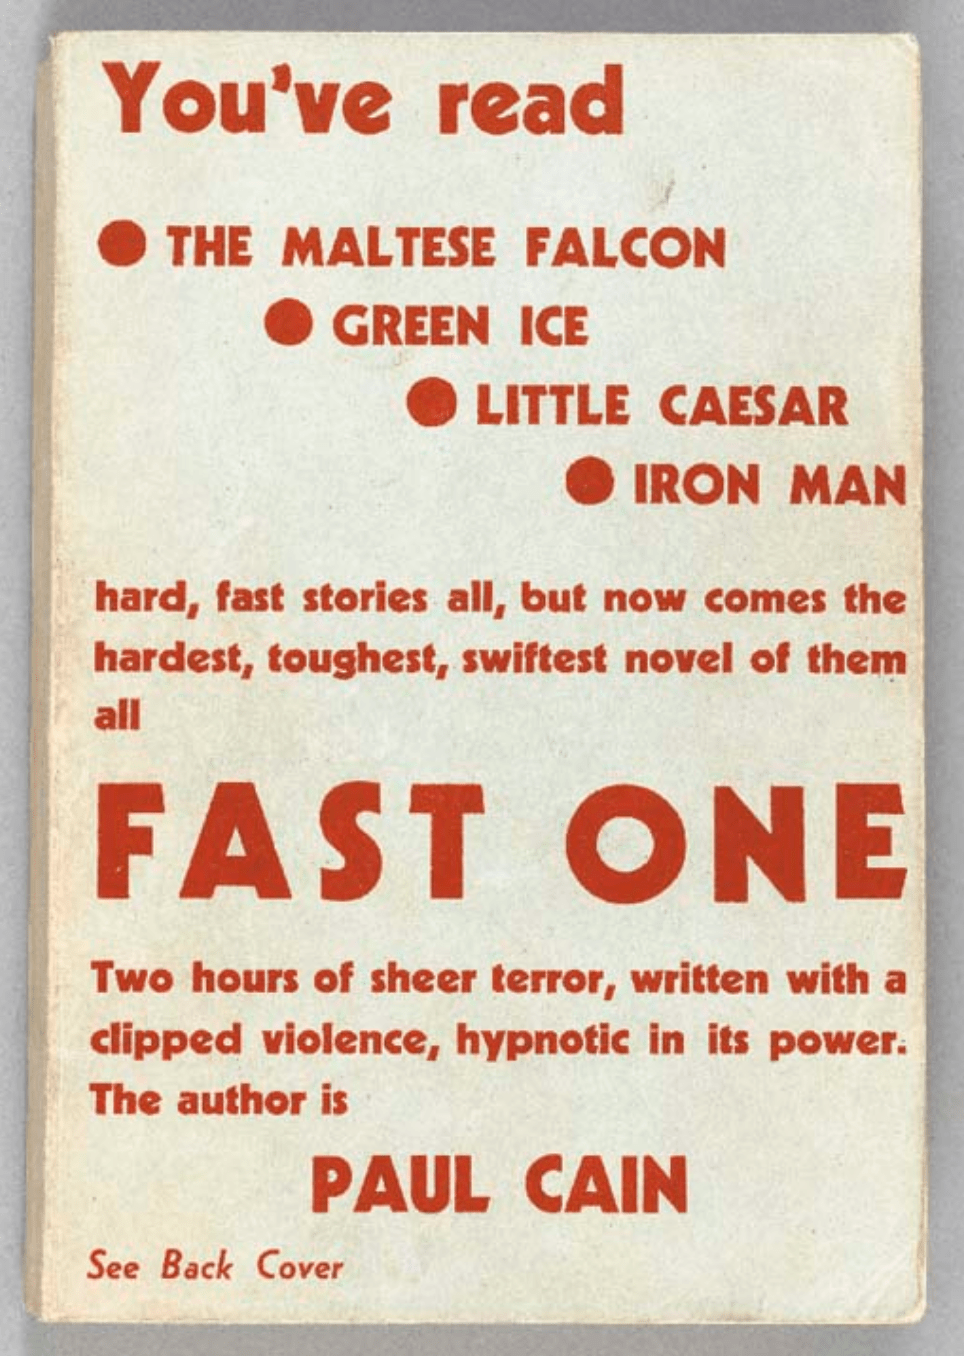 You've read
● THE MALTESE FALCON
● GREEN ICE
● LITTLE CAESAR
● IRON MAN
hard, fast stories all, but now comes the
hardest, toughest, swiftest novel of them
all
FAST ONE
Two hours of sheer terror, written with a
clipped violence, hypnotic in its power.
The author is
PAUL CAIN
See Back Cover